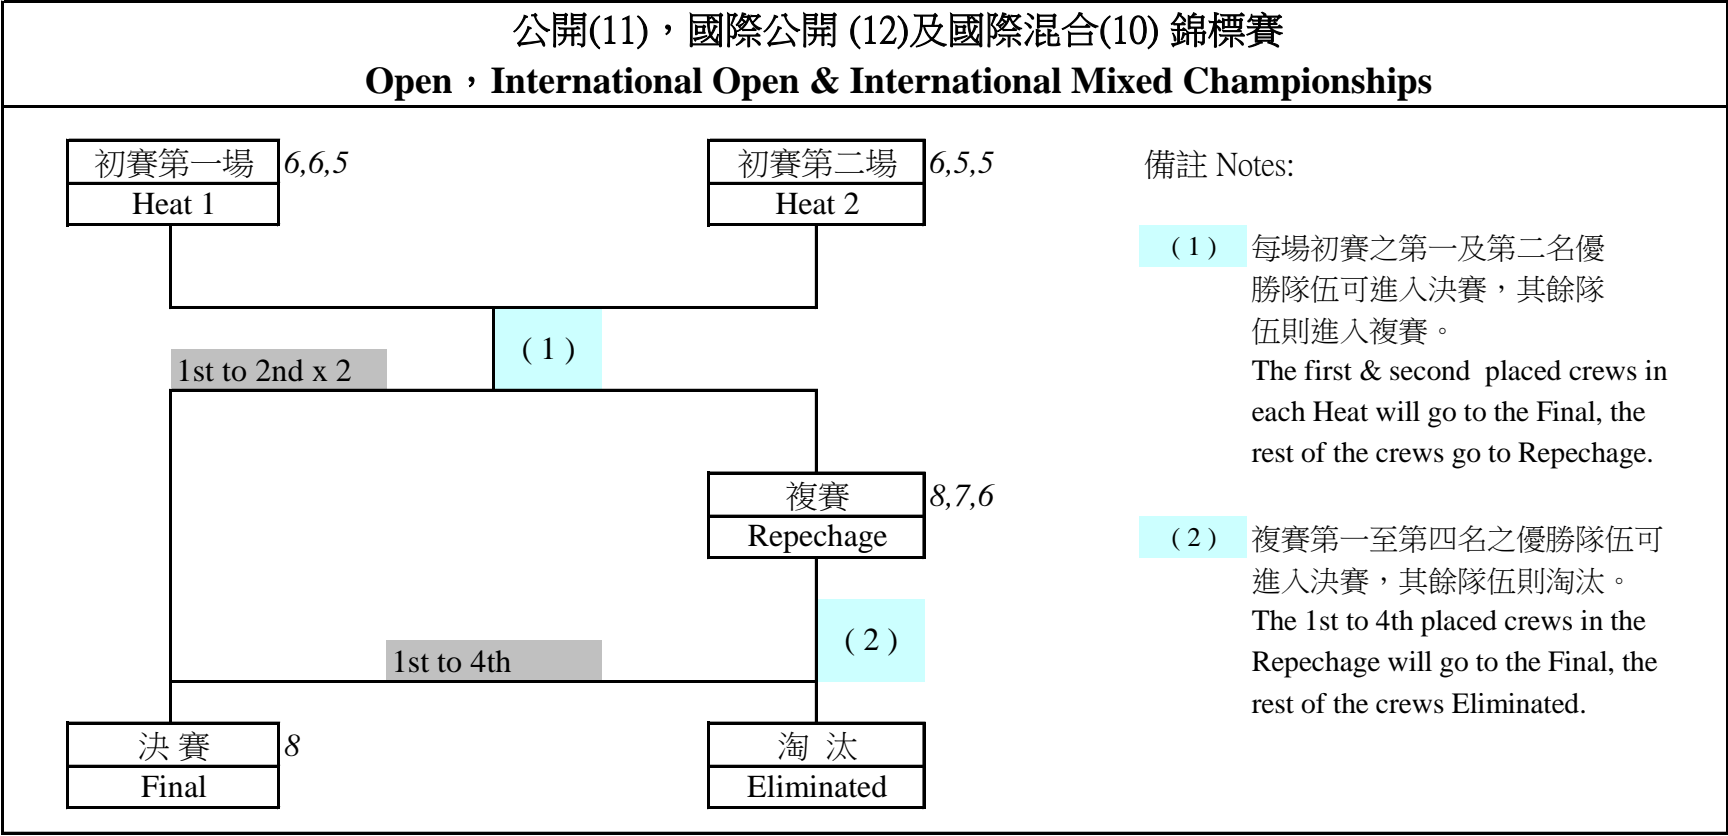 公開(11)，國際公開 (12)及國際混合(10) 錦標賽
Open，International Open & International Mixed Championships
初賽第一場 6,6,5
Heat 1
初賽第二場 6,5,5
Heat 2
備註 Notes:
( 1 )
1st to 2nd x 2
複賽 8,7,6
Repechage
( 2 )
1st to 4th
決 賽 8
Final
淘 汰
Eliminated
( 1 ) 每場初賽之第一及第二名優
勝隊伍可進入決賽，其餘隊
伍則進入複賽。
The first & second placed crews in
each Heat will go to the Final, the
rest of the crews go to Repechage.
( 2 ) 複賽第一至第四名之優勝隊伍可
進入決賽，其餘隊伍則淘汰。
The 1st to 4th placed crews in the
Repechage will go to the Final, the
rest of the crews Eliminated.